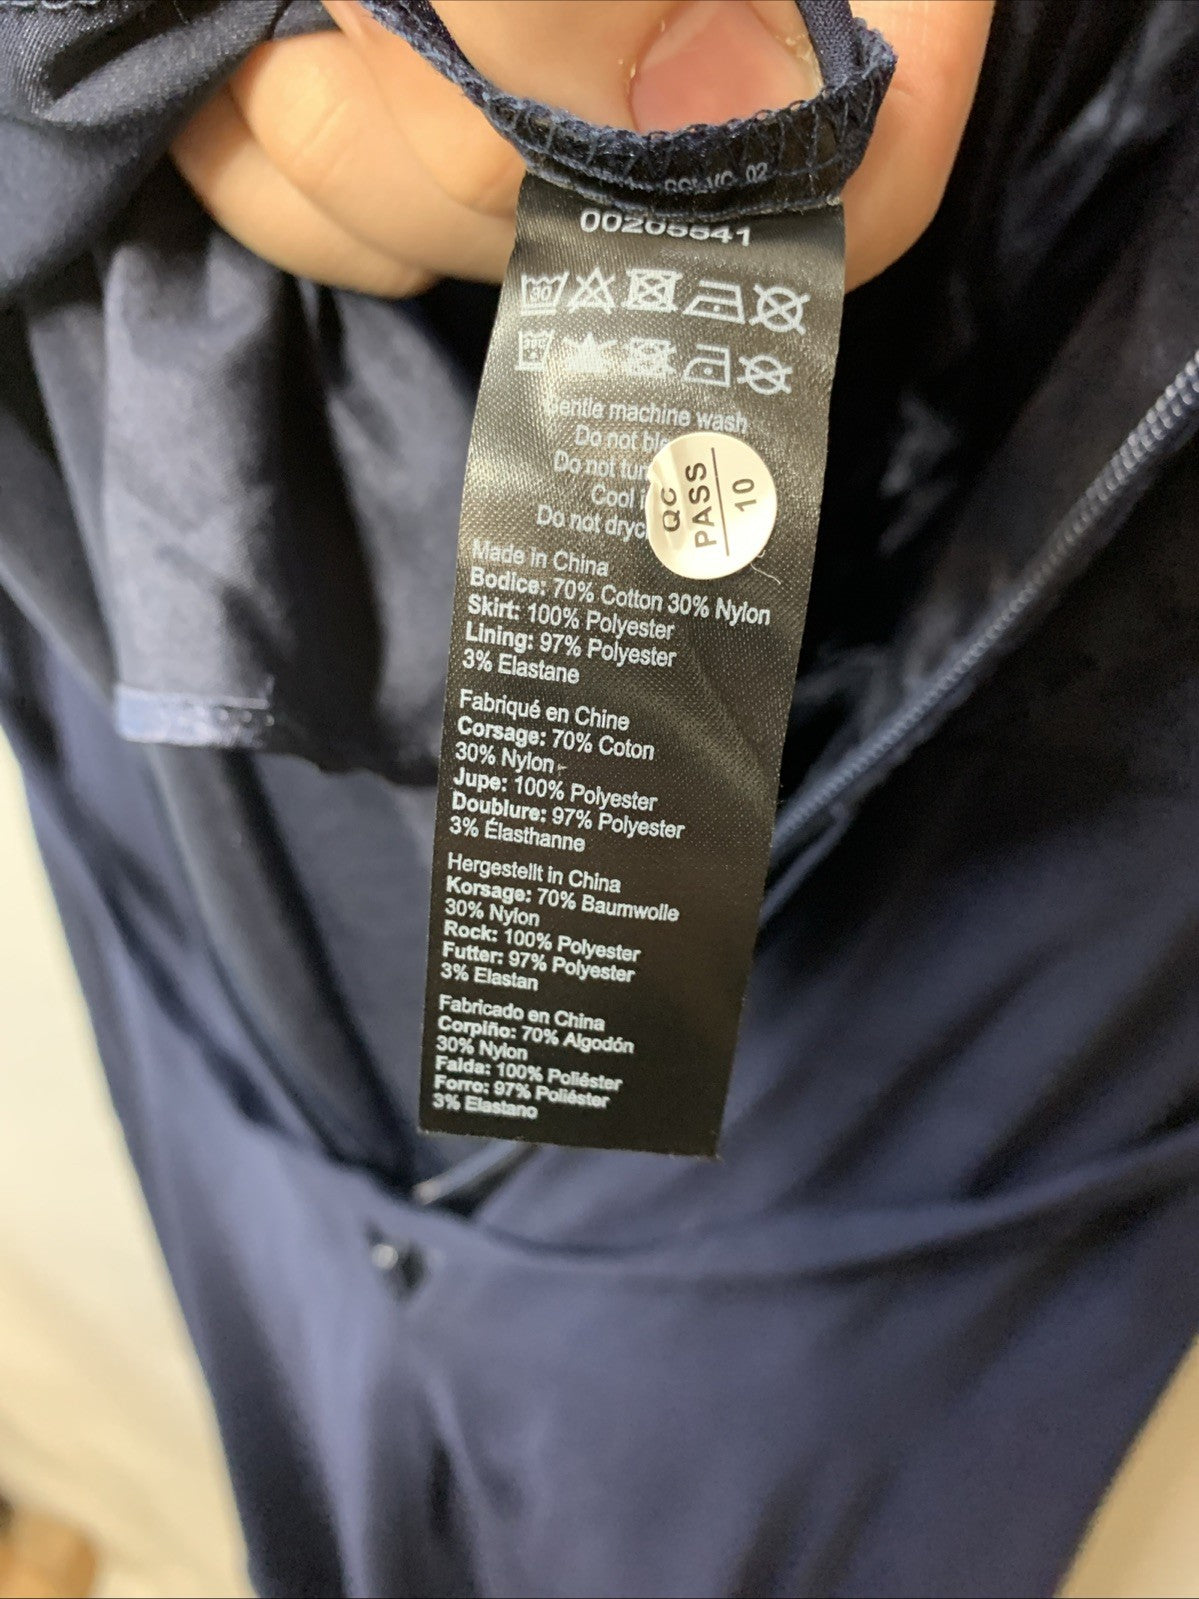 02
00205541
30
Gentle machine wash
Do not
Do not
Cool
Do not
QC
PASS
10
Made in China
Bodice: 70% Cotton 30% Nylon
Skirt: 100% Polyester
Lining: 97% Polyester
3% Elastane
Fabriqué en Chine
Corsage: 70% Coton
30% Nylon
Jupe: 100% Polyester
Doublure: 97% Polyester
3% Élasthanne
Hergestellt in China
Korsage: 70% Baumwolle
30% Nylon
Rock: 100% Polyester
Futter: 97% Polyester
3% Elastan
Fabricado en China
Corpiño: 70% Algodón
30% Nylon
Falda: 100% Poliéster
Forro: 97% Poliéster
3% Elastano